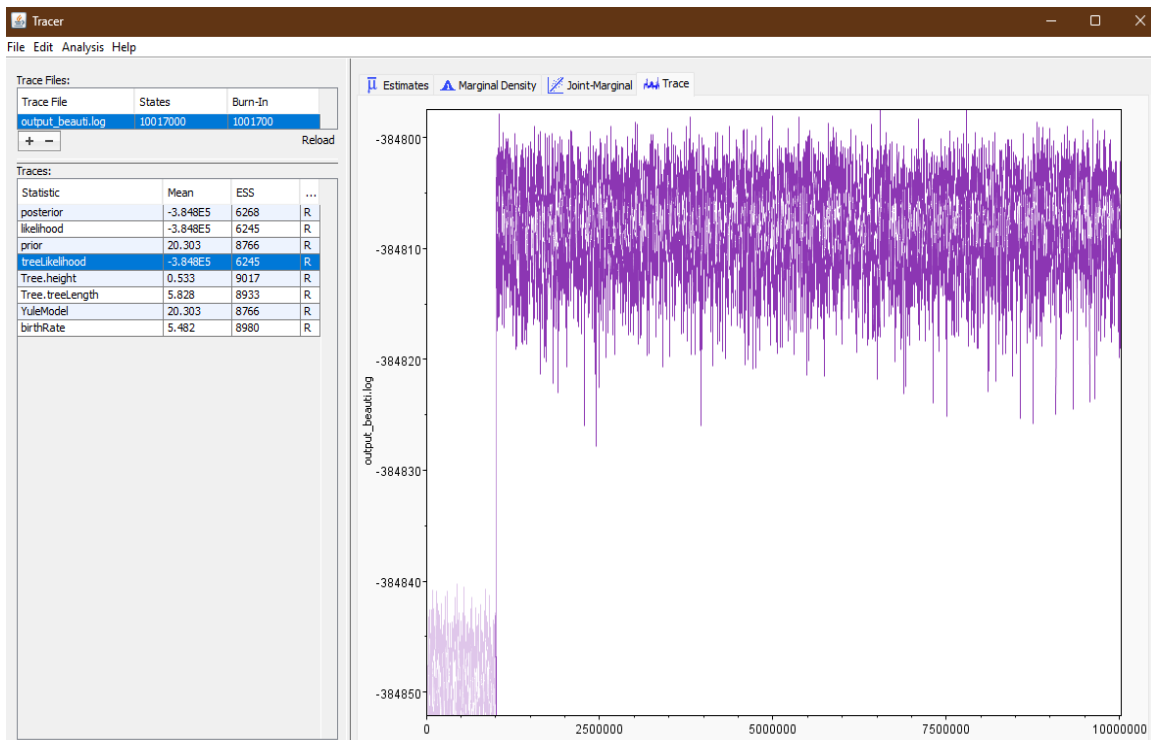 Tracer
File Edit Analysis Help
Trace Files:
Trace File States Burn-In
output_beauti.log 10017000 1001700
+ − Reload
Traces:
Statistic Mean ESS ...
posterior -3.848E5 6268 R
likelihood -3.848E5 6245 R
prior 20.303 8766 R
treeLikelihood -3.848E5 6245 R
Tree.height 0.533 9017 R
Tree.treeLength 5.828 8933 R
YuleModel 20.303 8766 R
birthRate 5.482 8980 R
μ Estimates Marginal Density Joint-Marginal Trace
-384800
-384810
-384820
-384830
-384840
-384850
output_beauti.log
0 2500000 5000000 7500000 10000000